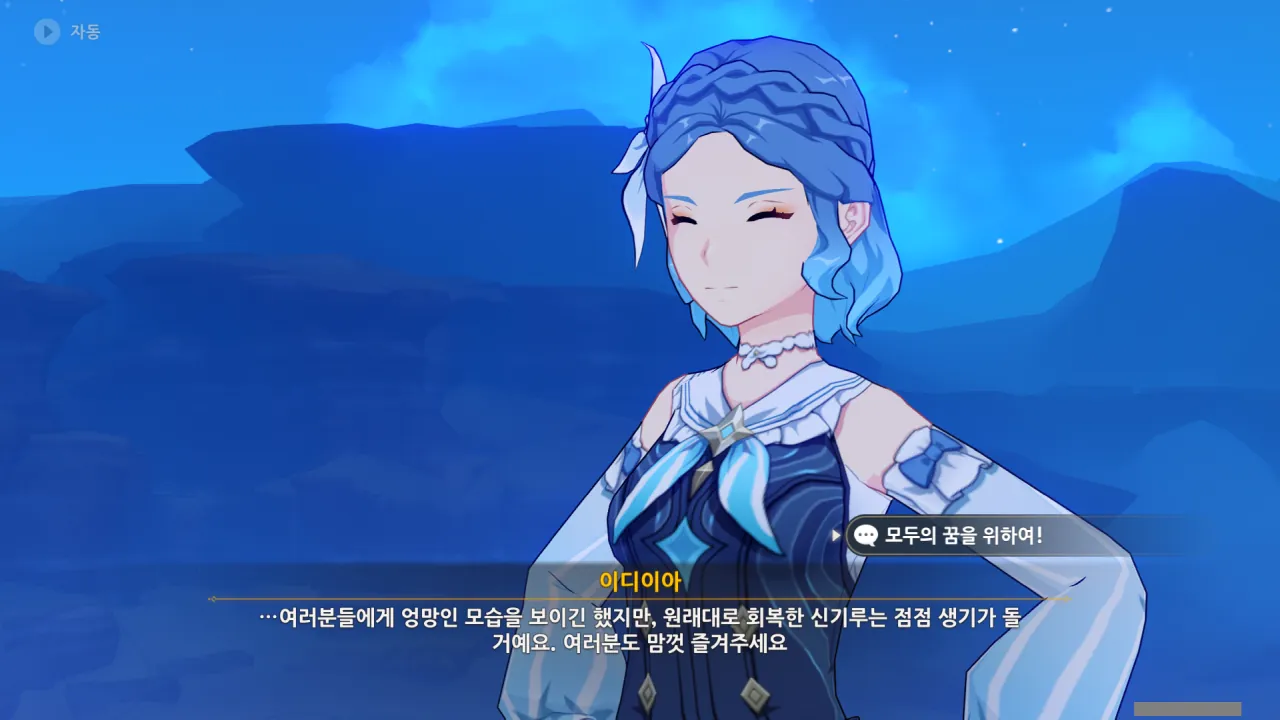 자동
모두의 꿈을 위하여!
이디이아
…여러분들에게 엉망인 모습을 보이긴 했지만, 원래대로 회복한 신기루는 점점 생기가 돌
거예요. 여러분도 맘껏 즐겨주세요